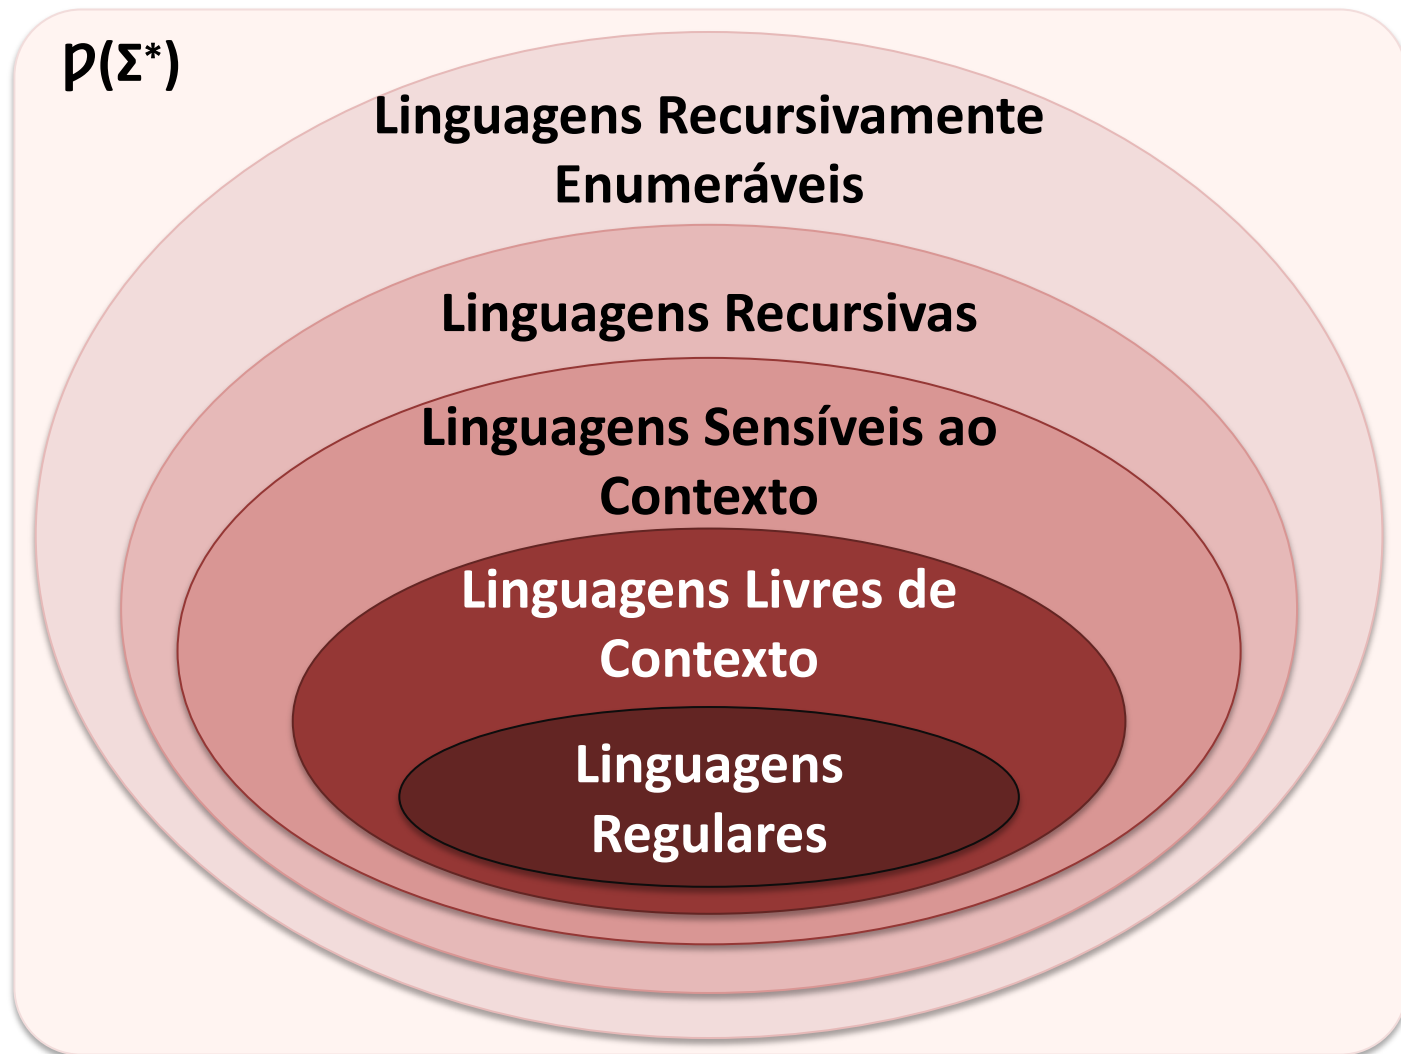 P(Σ*)
Linguagens Recursivamente
Enumeráveis
Linguagens Recursivas
Linguagens Sensíveis ao
Contexto
Linguagens Livres de
Contexto
Linguagens
Regulares